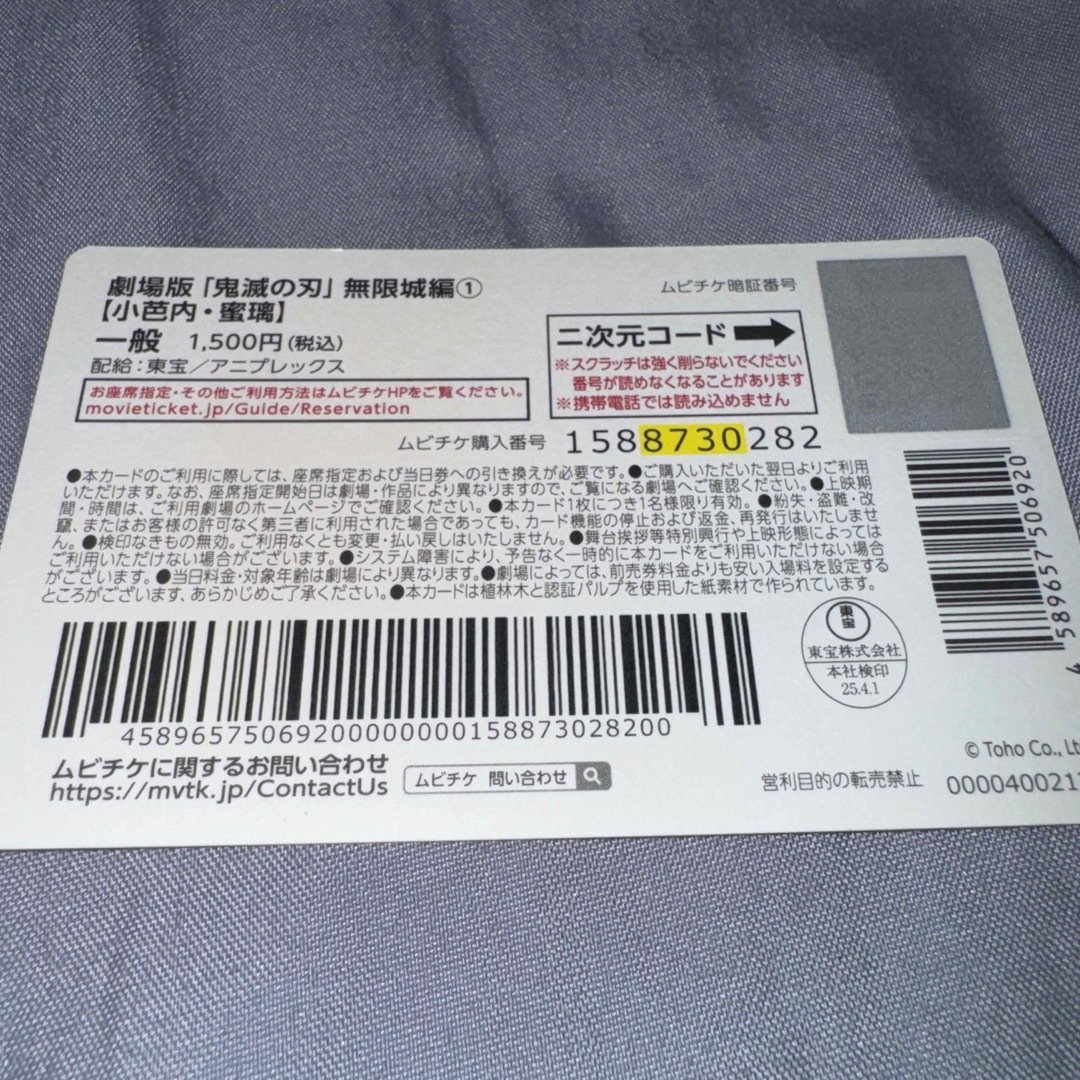 劇場版「鬼滅の刃」無限城編①
【小芭内・蜜璃】
一般 1,500円(税込)
配給:東宝/アニプレックス
お座席指定・その他ご利用方法はムビチケHPをご覧ください。
movieticket.jp/Guide/Reservation
ムビチケ暗証番号
二次元コード
※スクラッチは強く削らないでください
番号が読めなくなることがあります
※携帯電話では読み込めません
ムビチケ購入番号 1588730282
●本カードのご利用に際しては、座席指定および当日券への引き換えが必要です。●ご購入いただいた翌日よりご利用
いただけます。なお、座席指定開始日は劇場・作品により異なりますので、ご覧になる劇場へご確認ください。●上映期
間・時間は、ご利用劇場のホームページでご確認ください。●本カード1枚につき1名様限り有効。●紛失・盗難・改
竄、またはお客様の許可なく第三者に利用された場合であっても、カード機能の停止および返金、再発行はいたしませ
ん。●検印なきもの無効。ご利用なくとも変更・払い戻しはいたしません。●舞台挨拶等特別興行や上映形態によっては
ご利用いただけない場合がございます。●システム障害により、予告なく一時的に本カードをご利用いただけない場合
がございます。●当日料金・対象年齢は劇場により異なります。●劇場によっては、前売券料金よりも安い入場料を設定する
ところがございます、あらかじめご了承ください。●本カードは植林木と認証パルプを使用した紙素材で作られています。
4589657506920
458965750692000000000158873028200
東宝
東宝株式会社
本社検印
25.4.1
ムビチケに関するお問い合わせ
https://mvtk.jp/ContactUs
ムビチケ 問い合わせ
© Toho Co., Lt
営利目的の転売禁止 000040021